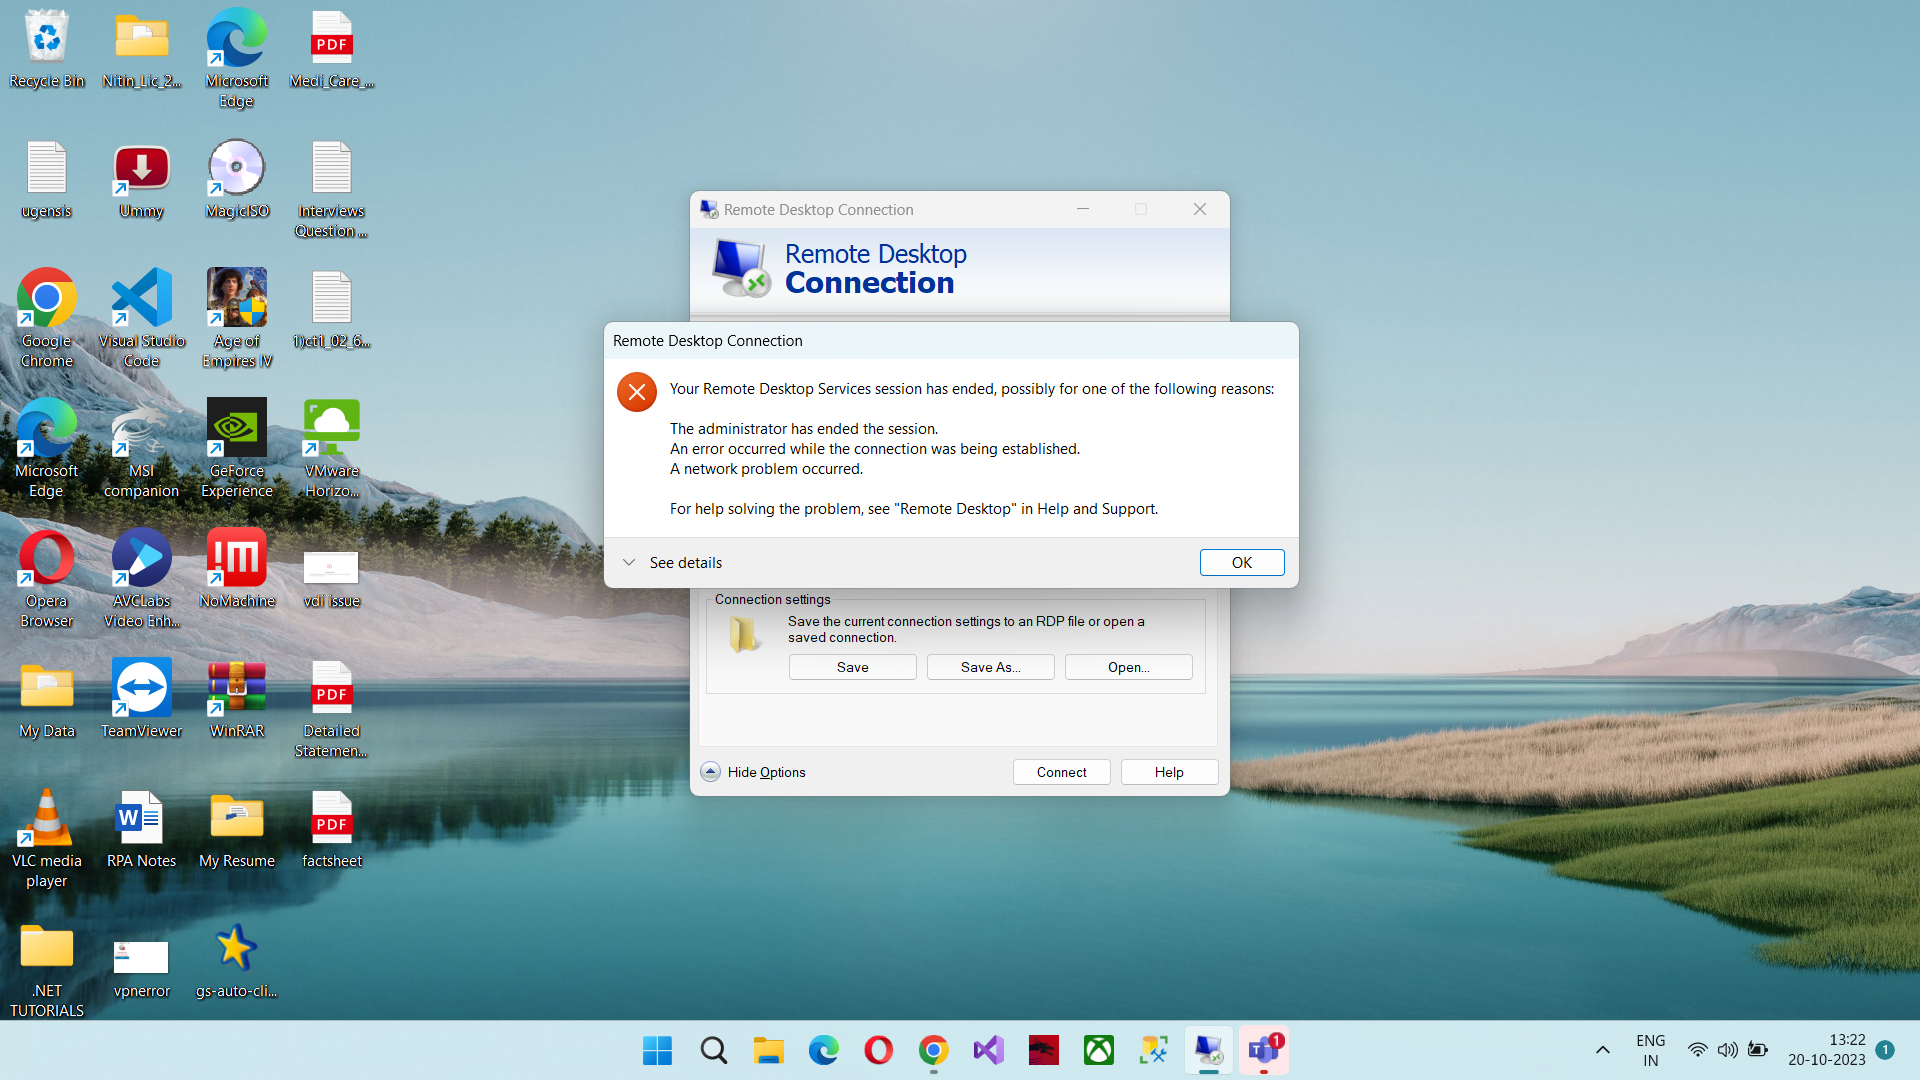 Recycle Bin
Nitin_Lic_2...
Microsoft
Edge
PDF
Medi_Care_...
ugensis
Ummy
MagicISO
Interviews
Question ...
Google
Chrome
Visual Studio
Code
Age of
Empires IV
1)ct1_02_6...
Microsoft
Edge
MSI
companion
GeForce
Experience
VMware
Horizo...
Opera
Browser
AVCLabs
Video Enh...
!M
NoMachine
vdi issue
My Data
TeamViewer
WinRAR
PDF
Detailed
Statemen...
VLC media
player
W
RPA Notes
My Resume
PDF
factsheet
.NET
TUTORIALS
vpnerror
gs-auto-cli...
Remote Desktop Connection
Remote Desktop
Connection
Remote Desktop Connection
Your Remote Desktop Services session has ended, possibly for one of the following reasons:
The administrator has ended the session.
An error occurred while the connection was being established.
A network problem occurred.
For help solving the problem, see "Remote Desktop" in Help and Support.
See details
OK
Connection settings
Save the current connection settings to an RDP file or open a
saved connection.
Save
Save As...
Open...
Hide Options
Connect
Help
T
1
ENG
IN
13:22
20-10-2023
1